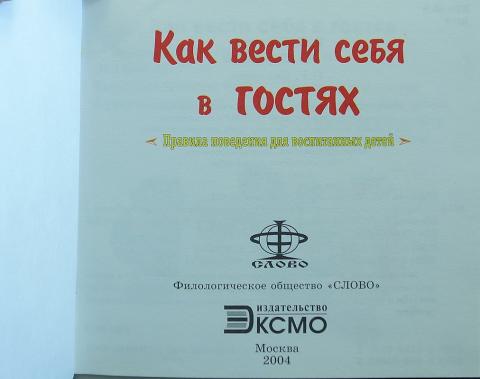 Как вести себя
в гостях
Правила поведения для воспитанных детей
СЛОВО
Филологическое общество «СЛОВО»
издательство
ЭКСМО
Москва
2004